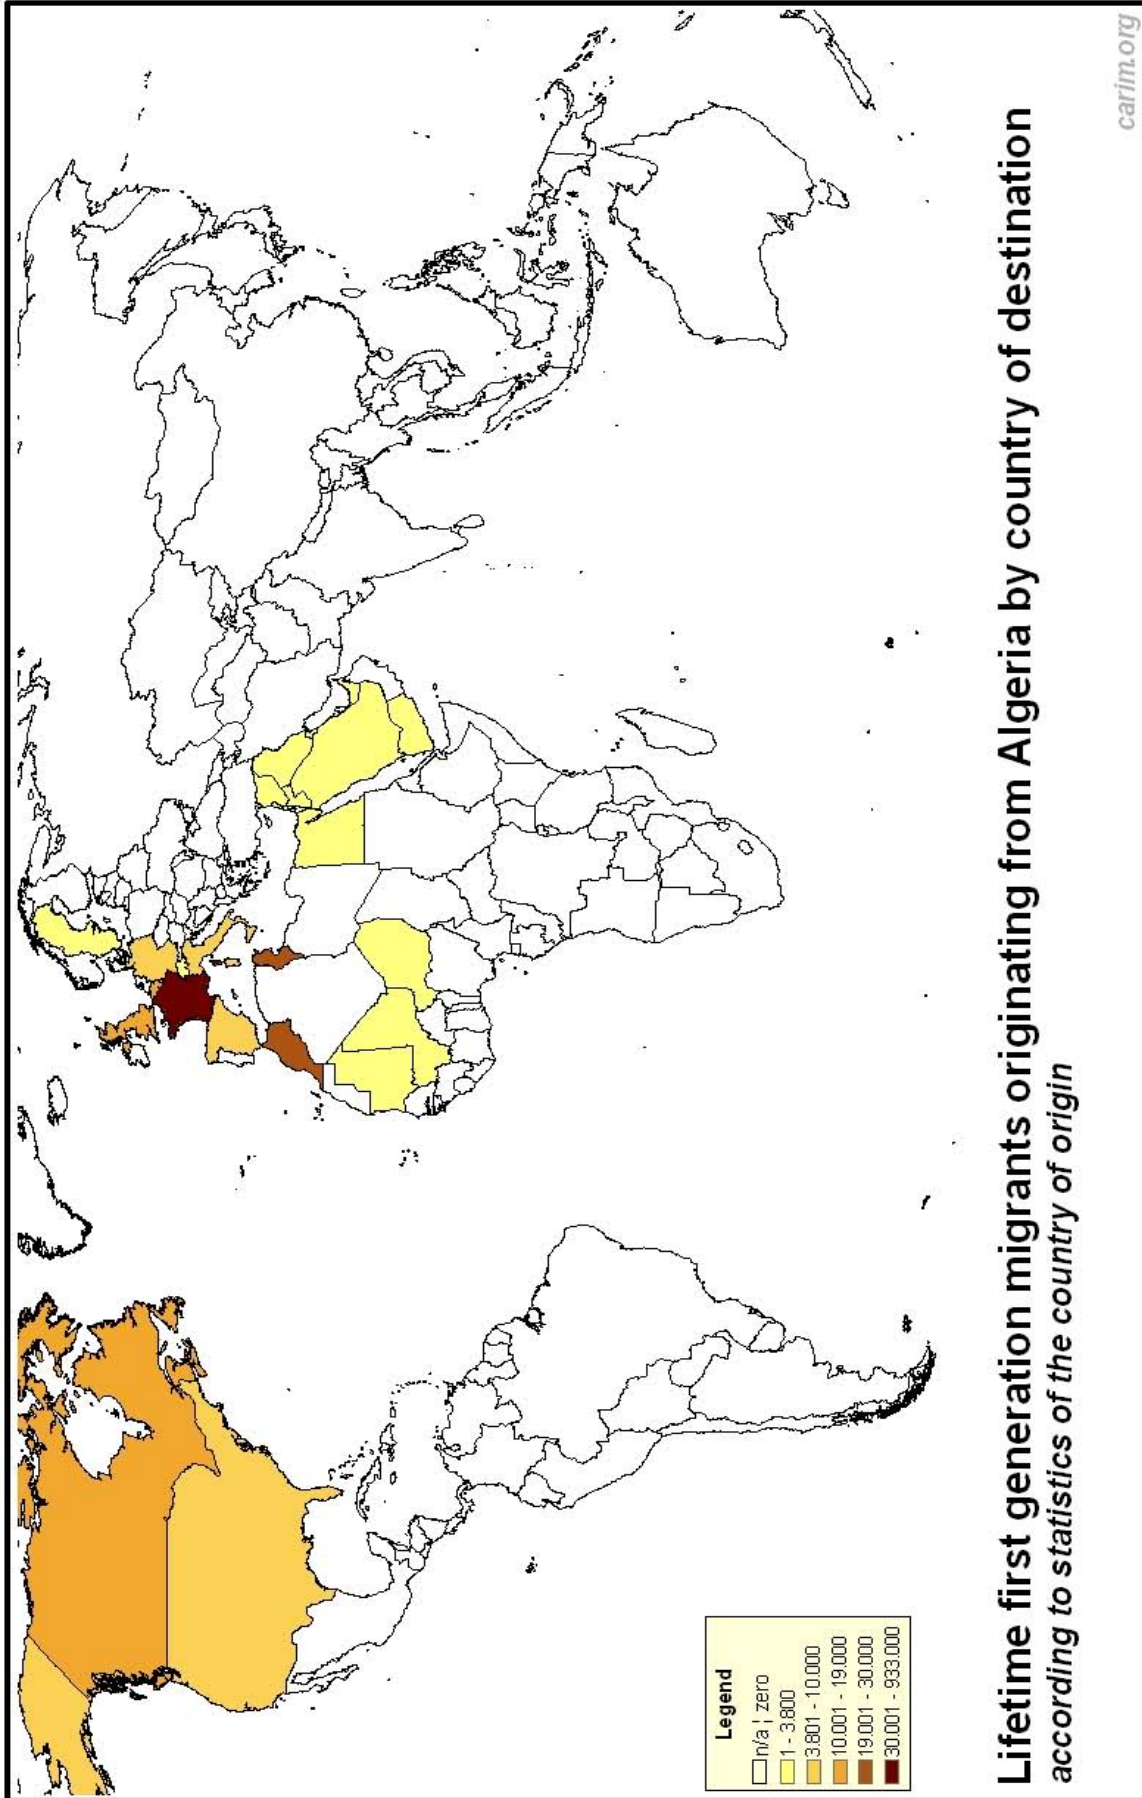 Legend
n/a ¦ zero
1 - 3.800
3.801 - 10.000
10.001 - 19.000
19.001 - 30.000
30.001 - 933.000
Lifetime first generation migrants originating from Algeria by country of destination
according to statistics of the country of origin
carim.org